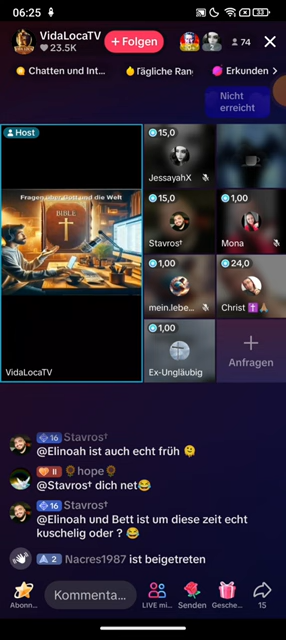 06:25
33
VidaLocaTV
23.5K
+ Folgen
2
74
Chatten und Int...
Tägliche Ran
Erkunden
Nicht
erreicht
Host
15,0
JessayahX
Fragen über Gott und die Welt
BIBLE
15,0
Stavros†
1,00
Mona
1,00
mein.lebe...
24,0
Christ
VidaLocaTV
1,00
Ex-Ungläubig
Anfragen
16 Stavros†
@Elinoah ist auch echt früh
II hope
@Stavros† dich net
16 Stavros†
@Elinoah und Bett ist um diese zeit echt
kuschelig oder ?
2 Nacres1987 ist beigetreten
Kommenta...
Abonn...
LIVE mi...
Senden
Gesche...
15